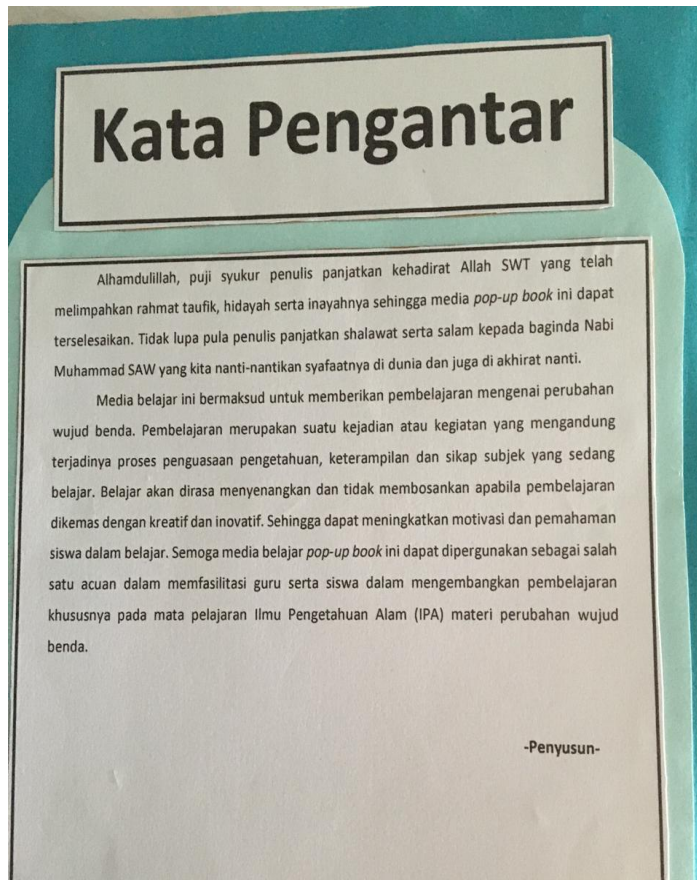 Kata Pengantar
Alhamdulillah, puji syukur penulis panjatkan kehadirat Allah SWT yang telah
melimpahkan rahmat taufik, hidayah serta inayahnya sehingga media pop-up book ini dapat
terselesaikan. Tidak lupa pula penulis panjatkan shalawat serta salam kepada baginda Nabi
Muhammad SAW yang kita nanti-nantikan syafaatnya di dunia dan juga di akhirat nanti.
Media belajar ini bermaksud untuk memberikan pembelajaran mengenai perubahan
wujud benda. Pembelajaran merupakan suatu kejadian atau kegiatan yang mengandung
terjadinya proses penguasaan pengetahuan, keterampilan dan sikap subjek yang sedang
belajar. Belajar akan dirasa menyenangkan dan tidak membosankan apabila pembelajaran
dikemas dengan kreatif dan inovatif. Sehingga dapat meningkatkan motivasi dan pemahaman
siswa dalam belajar. Semoga media belajar pop-up book ini dapat dipergunakan sebagai salah
satu acuan dalam memfasilitasi guru serta siswa dalam mengembangkan pembelajaran
khususnya pada mata pelajaran Ilmu Pengetahuan Alam (IPA) materi perubahan wujud
benda.
-Penyusun-